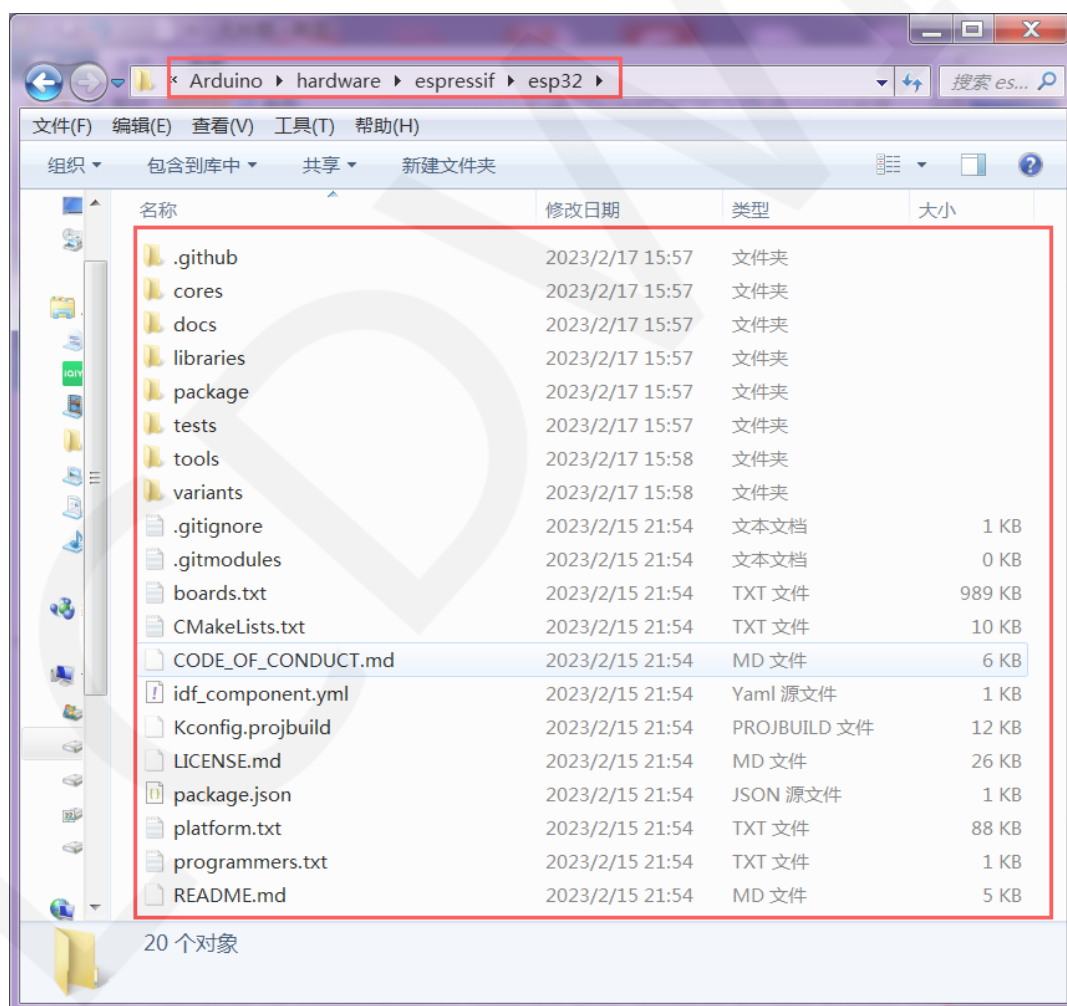 « Arduino ▸ hardware ▸ espressif ▸ esp32 ▸ 搜索 es...
文件(F) 编辑(E) 查看(V) 工具(T) 帮助(H)
组织 包含到库中 共享 新建文件夹
名称 修改日期 类型 大小
.github 2023/2/17 15:57 文件夹
cores 2023/2/17 15:57 文件夹
docs 2023/2/17 15:57 文件夹
libraries 2023/2/17 15:57 文件夹
package 2023/2/17 15:57 文件夹
tests 2023/2/17 15:57 文件夹
tools 2023/2/17 15:58 文件夹
variants 2023/2/17 15:58 文件夹
.gitignore 2023/2/15 21:54 文本文档 1 KB
.gitmodules 2023/2/15 21:54 文本文档 0 KB
boards.txt 2023/2/15 21:54 TXT 文件 989 KB
CMakeLists.txt 2023/2/15 21:54 TXT 文件 10 KB
CODE_OF_CONDUCT.md 2023/2/15 21:54 MD 文件 6 KB
idf_component.yml 2023/2/15 21:54 Yaml 源文件 1 KB
Kconfig.projbuild 2023/2/15 21:54 PROJBUILD 文件 12 KB
LICENSE.md 2023/2/15 21:54 MD 文件 26 KB
package.json 2023/2/15 21:54 JSON 源文件 1 KB
platform.txt 2023/2/15 21:54 TXT 文件 88 KB
programmers.txt 2023/2/15 21:54 TXT 文件 1 KB
README.md 2023/2/15 21:54 MD 文件 5 KB
20 个对象